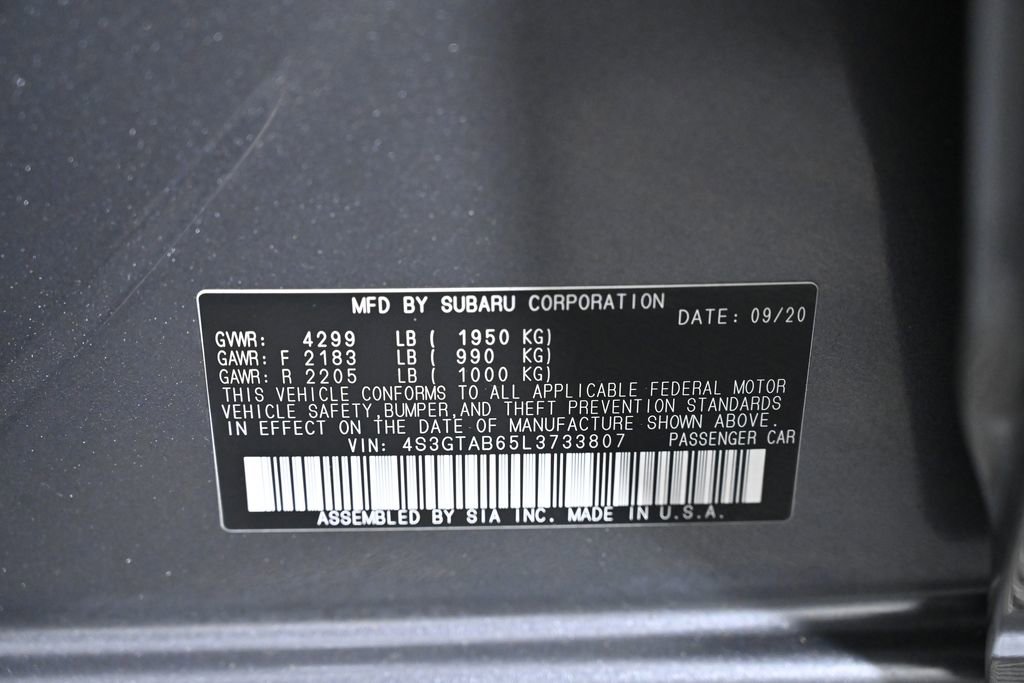 MFD BY SUBARU CORPORATION
DATE: 09/20
GVWR: 4299 LB ( 1950 KG)
GAWR: F 2183 LB ( 990 KG)
GAWR: R 2205 LB ( 1000 KG)
THIS VEHICLE CONFORMS TO ALL APPLICABLE FEDERAL MOTOR
VEHICLE SAFETY,BUMPER,AND THEFT PREVENTION STANDARDS
IN EFFECT ON THE DATE OF MANUFACTURE SHOWN ABOVE.
VIN: 4S3GTAB65L3733807 PASSENGER CAR
ASSEMBLED BY SIA INC. MADE IN U.S.A.